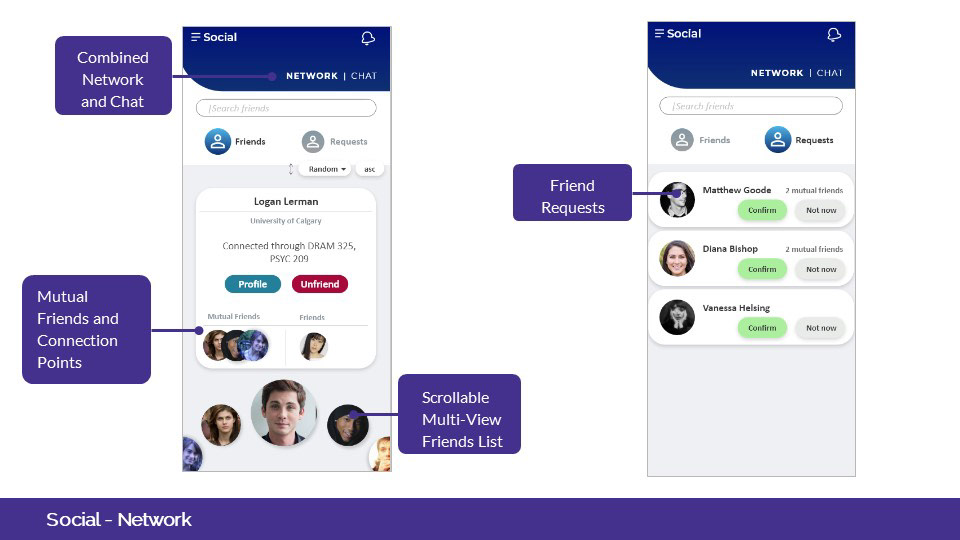 Social
NETWORK | CHAT
Search friends
Friends
Requests
Random
asc
Logan Lerman
University of Calgary
Connected through DRAM 325,
PSYC 209
Profile
Unfriend
Mutual Friends
Friends
Combined
Network
and Chat
Mutual
Friends and
Connection
Points
Scrollable
Multi-View
Friends List
Social
NETWORK | CHAT
Search friends
Friends
Requests
Matthew Goode 2 mutual friends
Confirm Not now
Diana Bishop 2 mutual friends
Confirm Not now
Vanessa Helsing
Confirm Not now
Friend
Requests
Social - Network